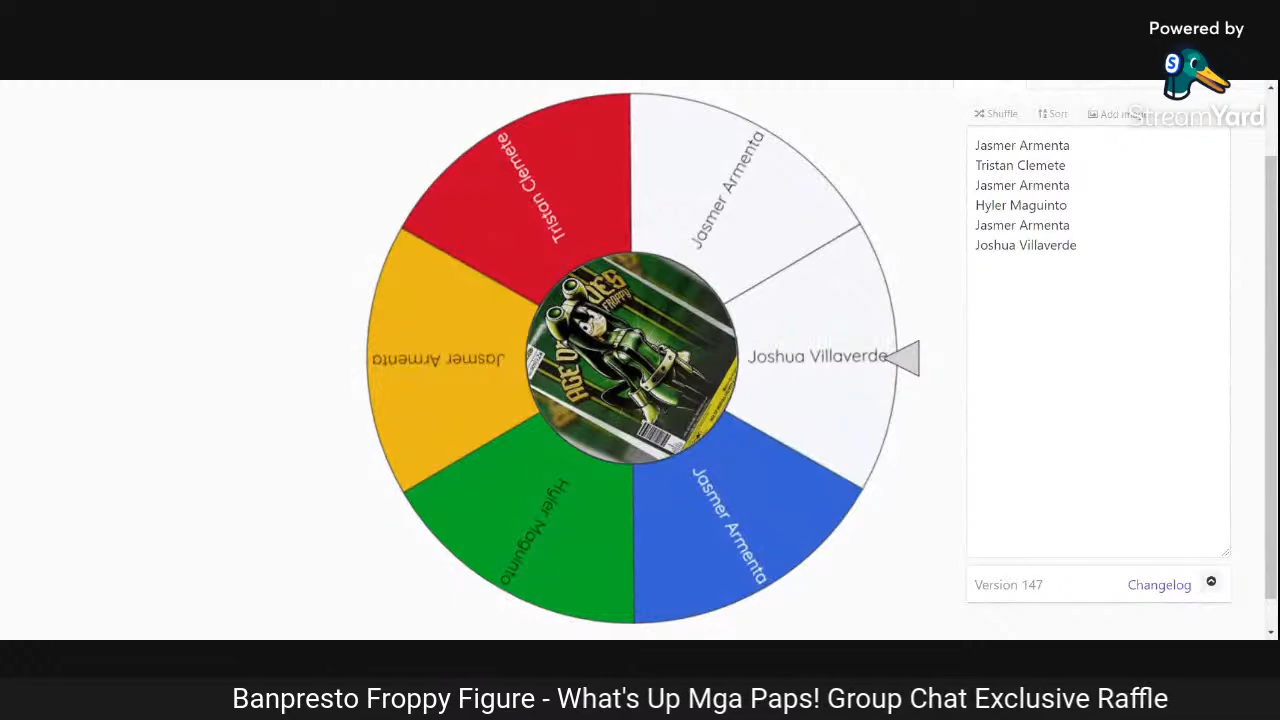 Powered by
S
StreamYard
Shuffle Sort
Jasmer Armenta
Tristan Clemete
Jasmer Armenta
Hyler Maguinto
Jasmer Armenta
Joshua Villaverde
Tristan Clemete
Jasmer Armenta
Jasmer Armenta
Joshua Villaverde
Hyler Maguinto
Jasmer Armenta
FROPPY
Version 147 Changelog
Banpresto Froppy Figure - What's Up Mga Paps! Group Chat Exclusive Raffle